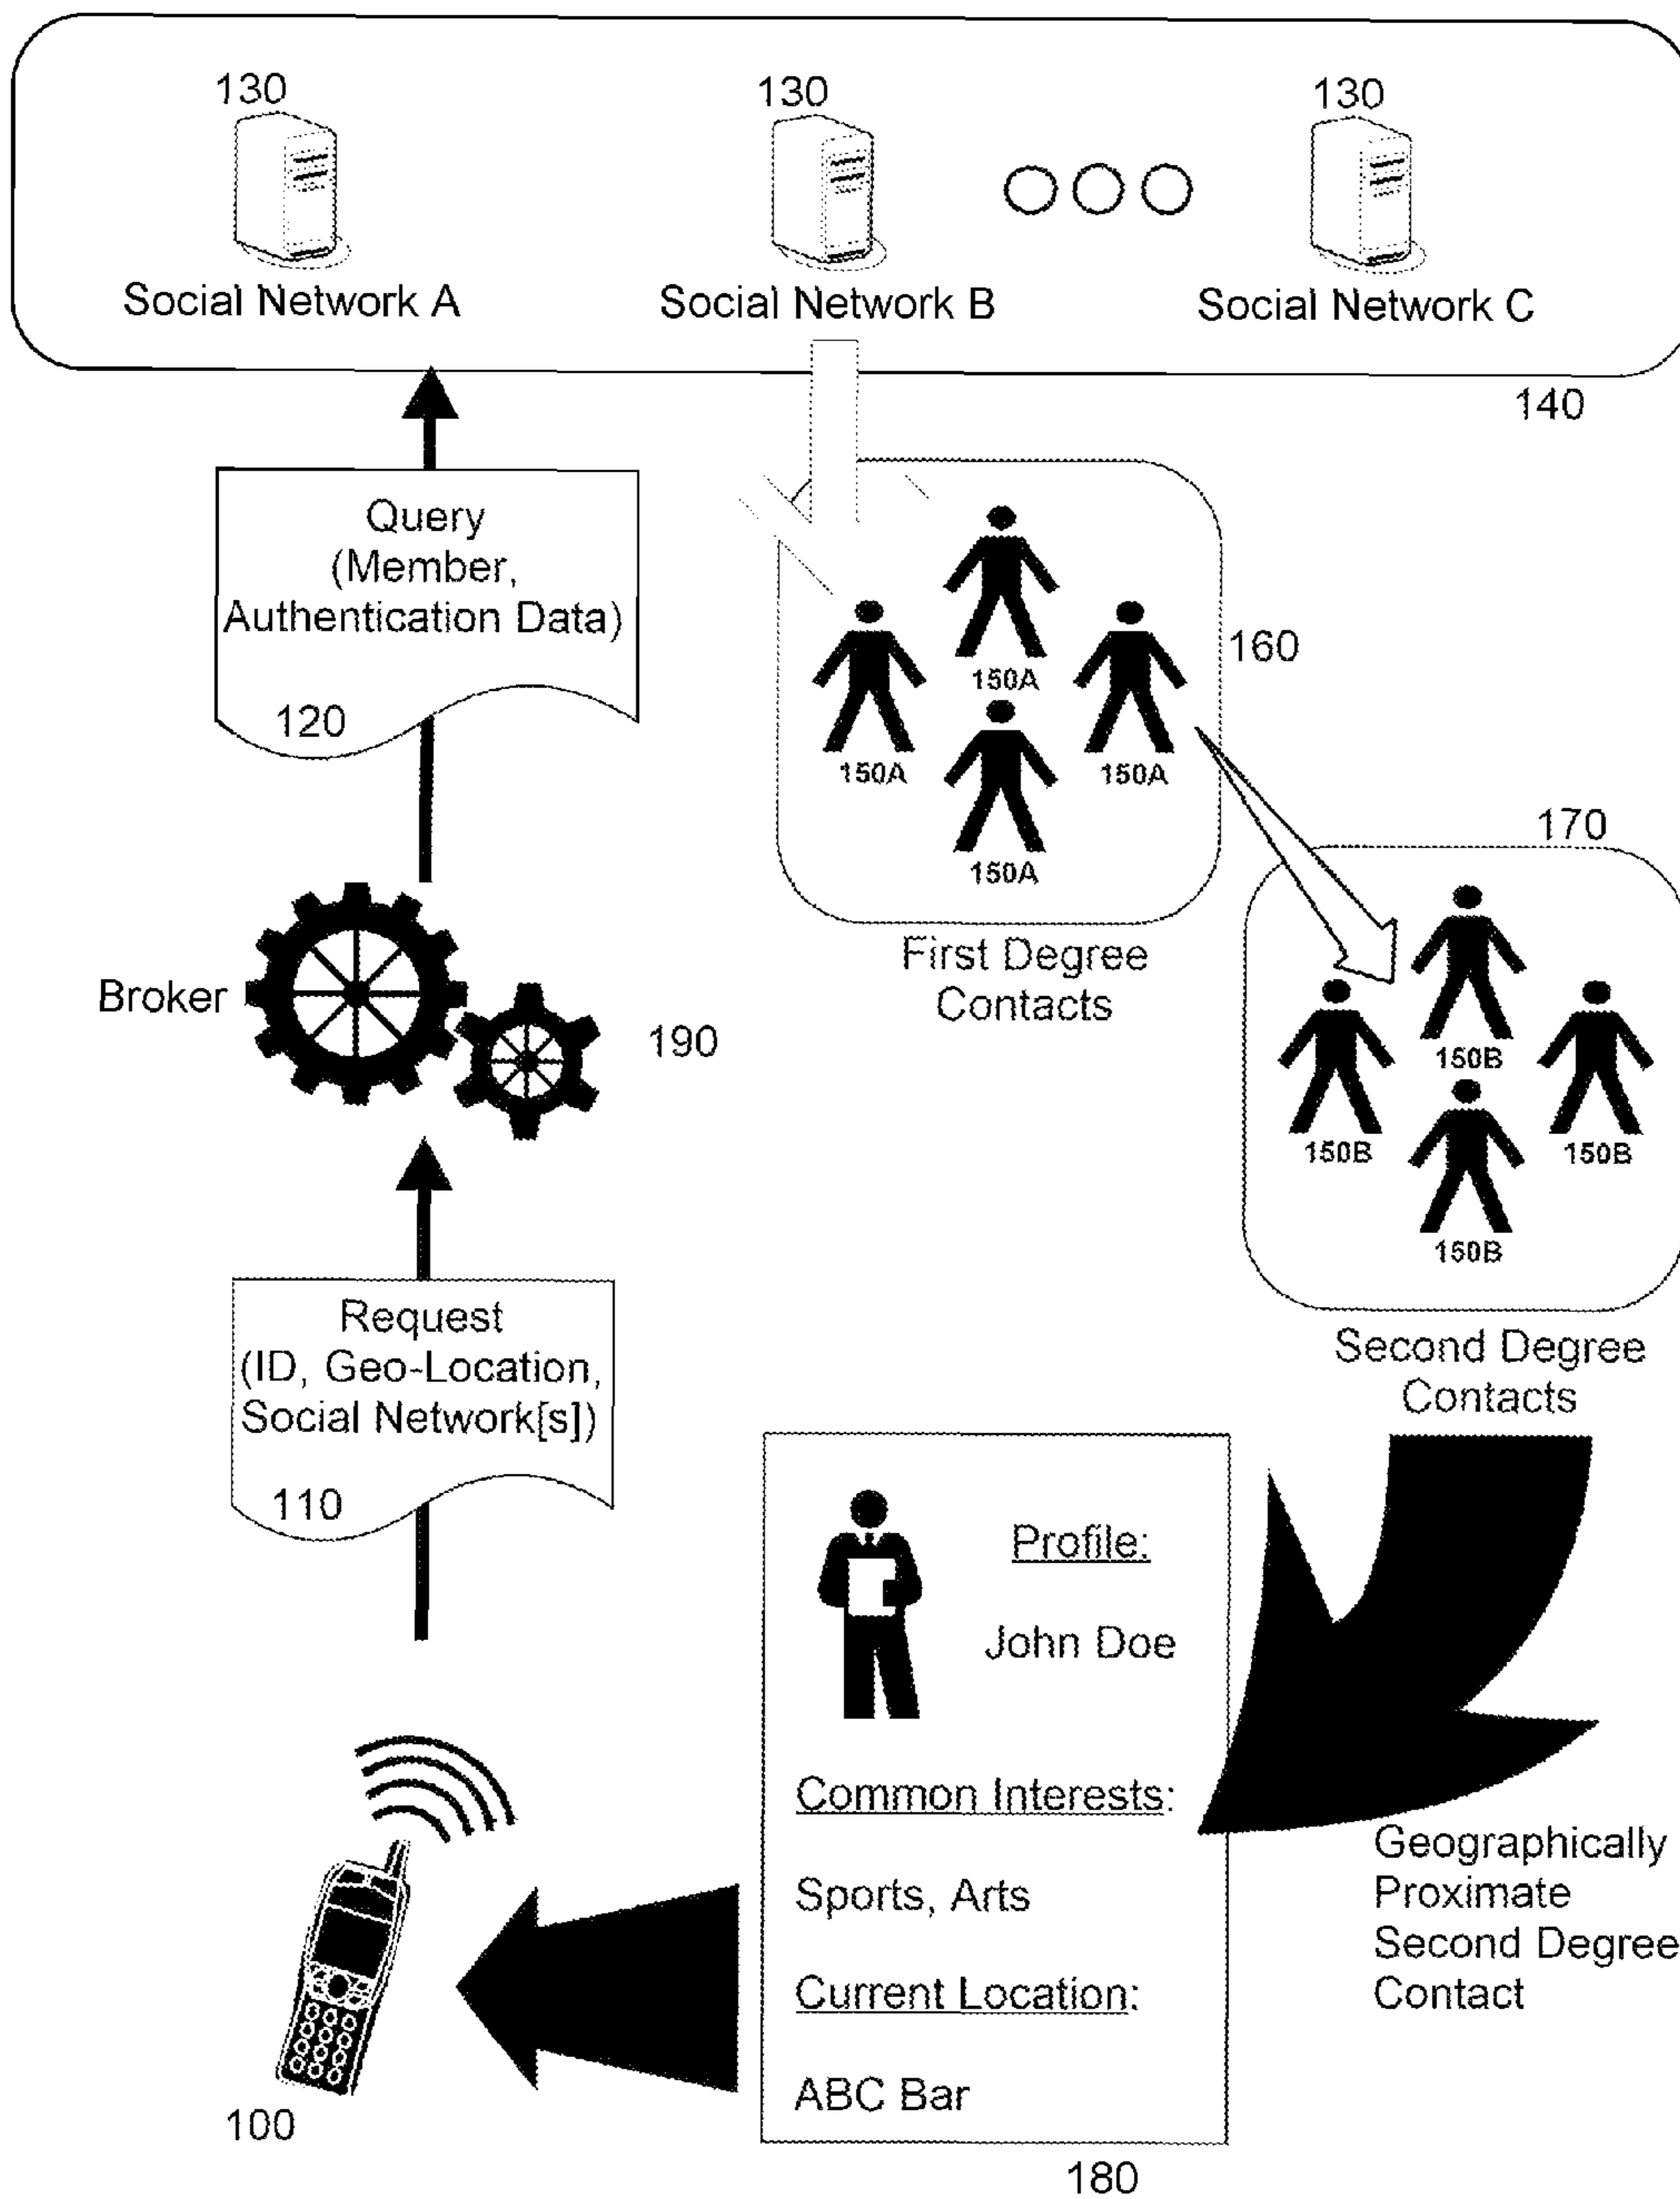 130
130
130
Social Network A
Social Network B
Social Network C
140
Query
(Member,
Authentication Data)
120
150A
150A
150A
150A
160
First Degree
Contacts
170
150B
150B
150B
150B
Second Degree
Contacts
Broker
190
Request
(ID, Geo-Location,
Social Network[s])
110
Profile:
John Doe
Common Interests:
Sports, Arts
Current Location:
ABC Bar
180
Geographically
Proximate
Second Degree
Contact
100